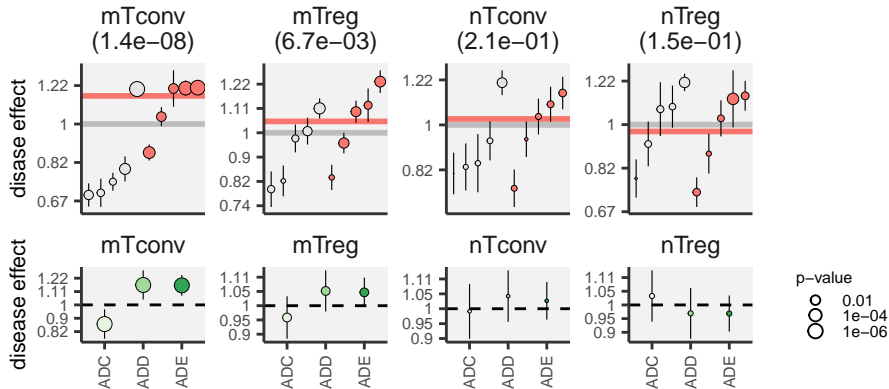 mTconv
(1.4e−08)
mTreg
(6.7e−03)
nTconv
(2.1e−01)
nTreg
(1.5e−01)
disase effect
1.22
1
0.82
0.67
1.22
1.11
1
0.9
0.82
0.74
1.22
1
0.82
1.22
1
0.82
0.67
mTconv
mTreg
nTconv
nTreg
disease effect
1.22
1.11
1
0.9
0.82
1.11
1.05
1
0.95
0.9
1.11
1.05
1
0.95
0.9
1.11
1.05
1
0.95
0.9
ADC
ADD
ADE
ADC
ADD
ADE
ADC
ADD
ADE
ADC
ADD
ADE
p−value
0.01
1e−04
1e−06